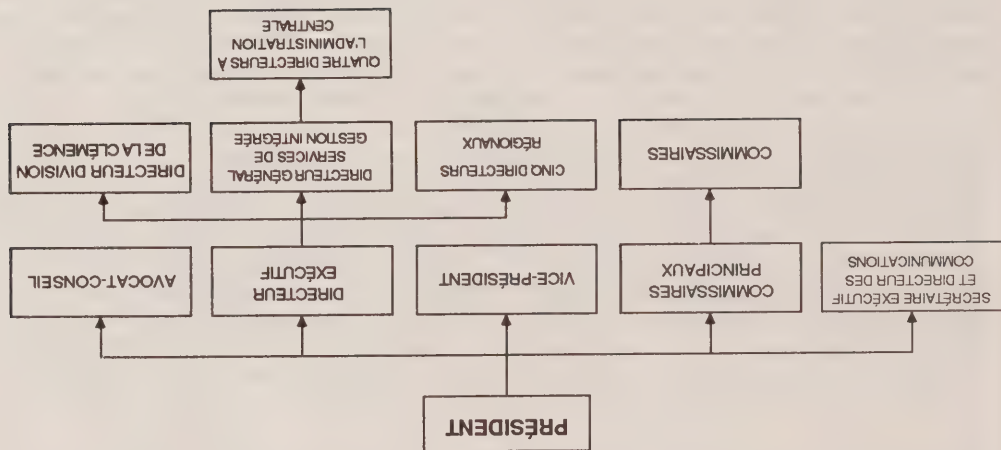 PRÉSIDENT
SECRÉTAIRE EXÉCUTIF
ET DIRECTEUR DES
COMMUNICATIONS
COMMISSAIRES
PRINCIPAUX
VICE-PRÉSIDENT
DIRECTEUR
EXÉCUTIF
AVOCAT-CONSEIL
COMMISSAIRES
CINQ DIRECTEURS
RÉGIONAUX
DIRECTEUR GÉNÉRAL
SERVICES DE
GESTION INTÉGRÉE
DIRECTEUR DIVISION
DE LA CLÉMENCE
QUATRE DIRECTEURS À
L'ADMINISTRATION
CENTRALE